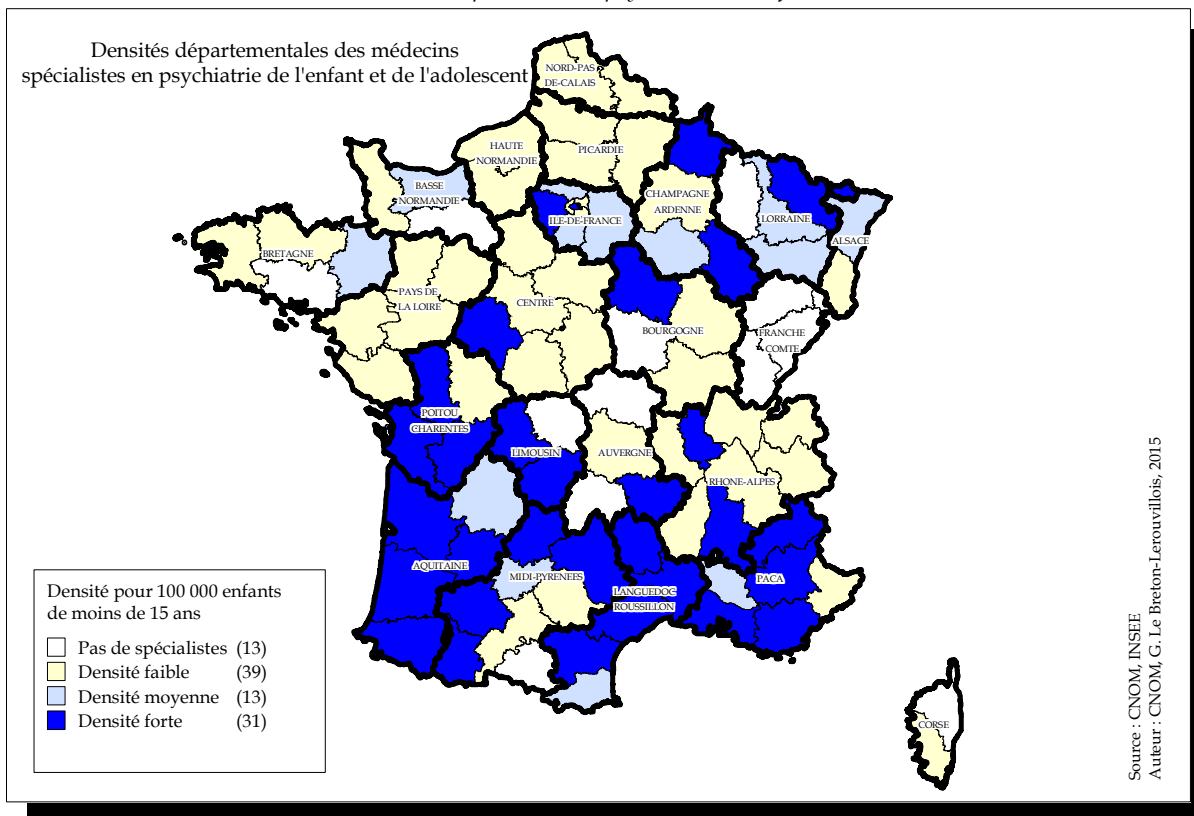 Densités départementales des médecins
spécialistes en psychiatrie de l'enfant et de l'adolescent
NORD-PAS
DE-CALAIS
HAUTE
NORMANDIE
PICARDIE
BASSE
NORMANDIE
CHAMPAGNE
ARDENNE
ILE-DE-FRANCE
LORRAINE
ALSACE
BRETAGNE
PAYS DE
LA LOIRE
CENTRE
BOURGOGNE
FRANCHE
COMTE
POITOU
CHARENTES
LIMOUSIN
AUVERGNE
RHONE-ALPES
AQUITAINE
MIDI-PYRENEES
LANGUEDOC-
ROUSSILLON
PACA
CORSE
Densité pour 100 000 enfants
de moins de 15 ans
Pas de spécialistes (13)
Densité faible (39)
Densité moyenne (13)
Densité forte (31)
Source : CNOM, INSEE
Auteur : CNOM, G. Le Breton-Lerouvillois, 2015